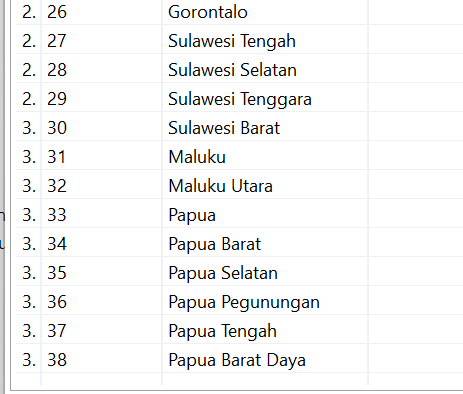 2. 26 Gorontalo
2. 27 Sulawesi Tengah
2. 28 Sulawesi Selatan
2. 29 Sulawesi Tenggara
3. 30 Sulawesi Barat
3. 31 Maluku
3. 32 Maluku Utara
3. 33 Papua
3. 34 Papua Barat
3. 35 Papua Selatan
3. 36 Papua Pegunungan
3. 37 Papua Tengah
3. 38 Papua Barat Daya